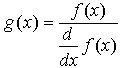 g(x) = f(x) / (d/dx f(x))